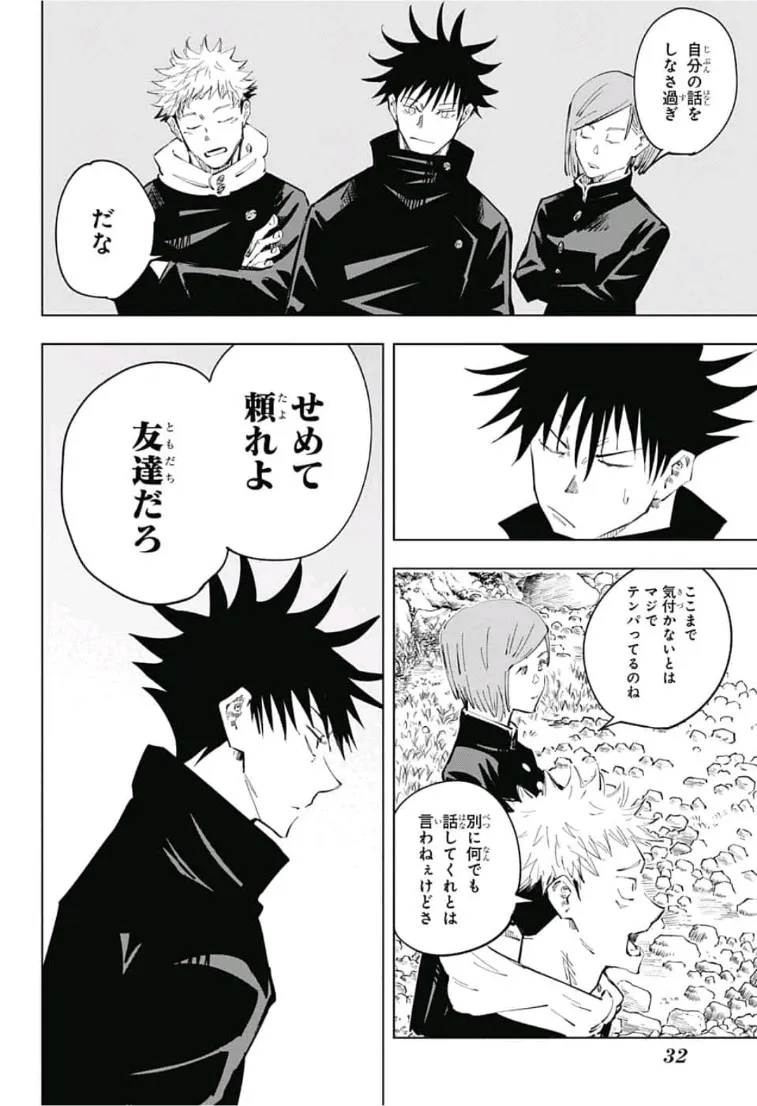 自分の話を
しなさ過ぎ
だな
ここまで
気付かないとは
マジで
テンパってるのね
別に何でも
話してくれとは
言わねぇけどさ
せめて
頼れよ
友達だろ
32